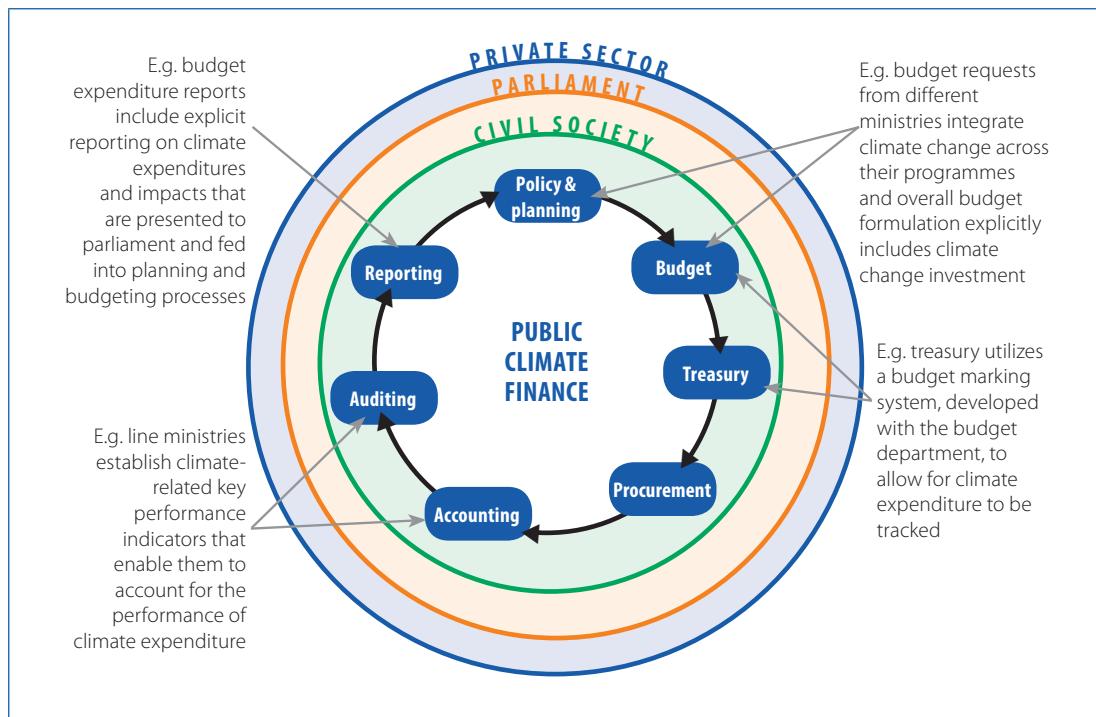 PRIVATE SECTOR
PARLIAMENT
CIVIL SOCIETY
E.g. budget
expenditure reports
include explicit
reporting on climate
expenditures
and impacts that
are presented to
parliament and fed
into planning and
budgeting processes
E.g. budget requests
from different
ministries integrate
climate change across
their programmes
and overall budget
formulation explicitly
includes climate
change investment
Policy &
planning
Budget
Treasury
Procurement
Accounting
Auditing
Reporting
PUBLIC
CLIMATE
FINANCE
E.g. treasury utilizes
a budget marking
system, developed
with the budget
department, to
allow for climate
expenditure to be
tracked
E.g. line ministries
establish climate-
related key
performance
indicators that
enable them to
account for the
performance of
climate expenditure